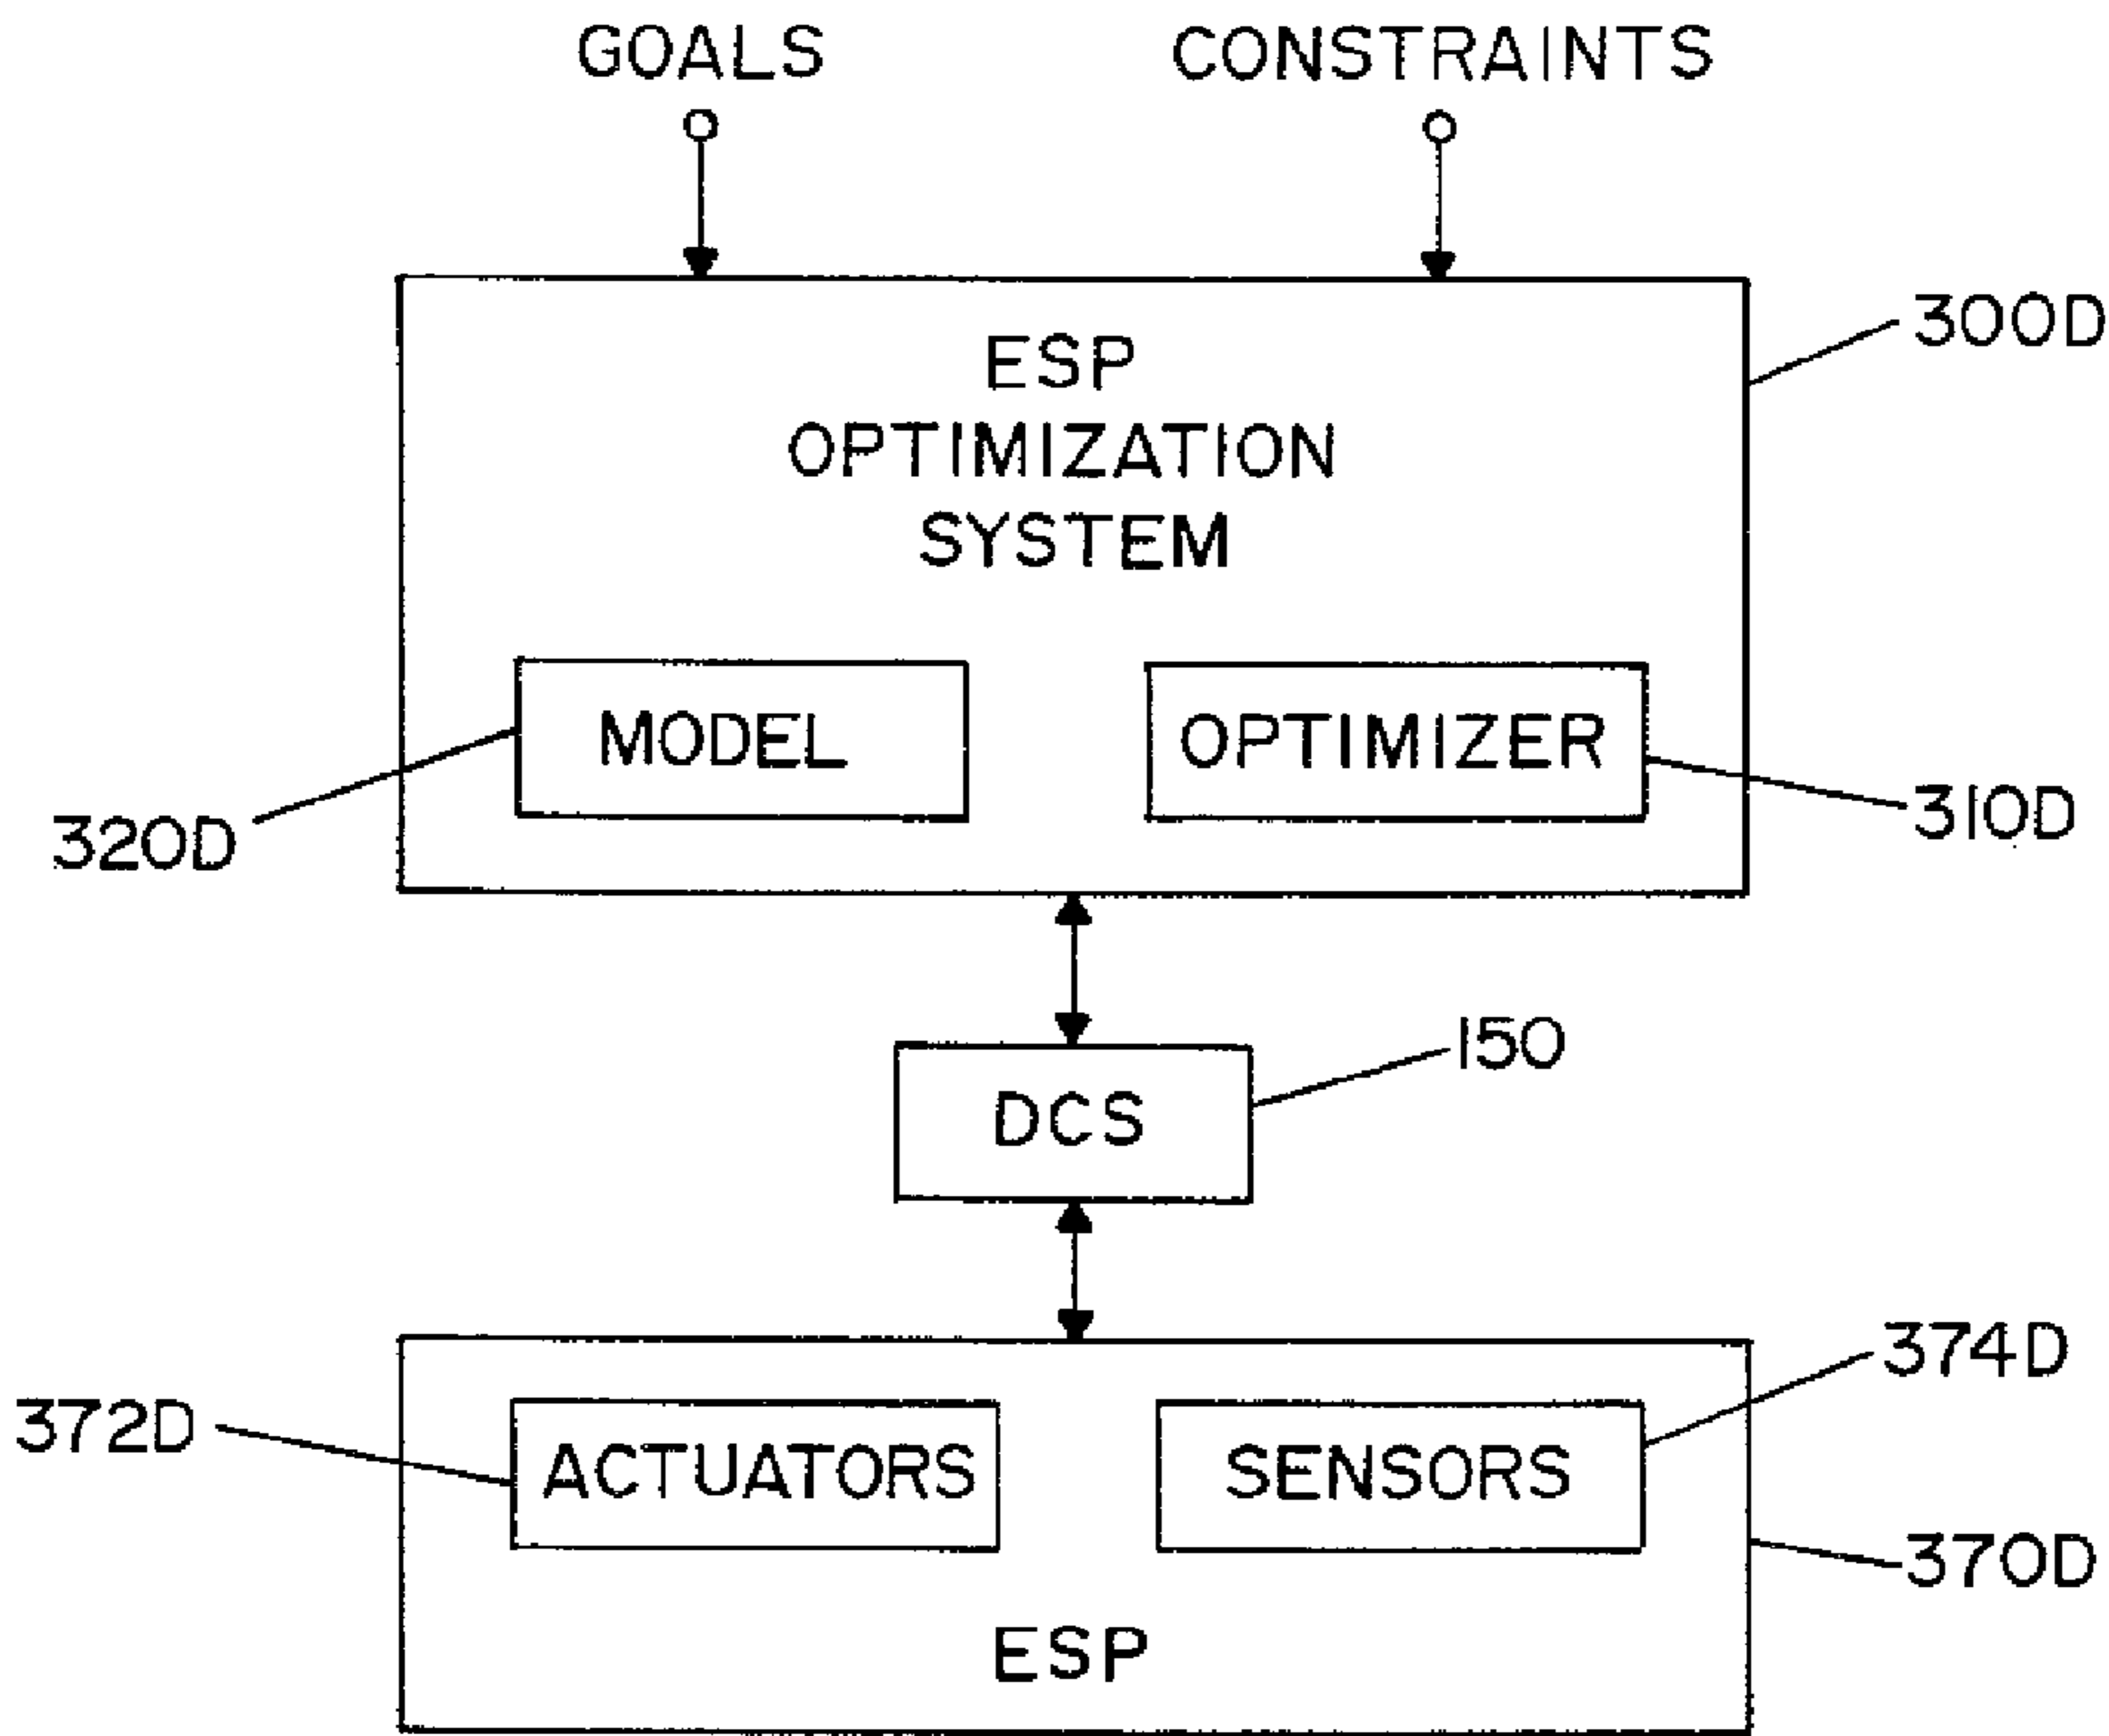 GOALS CONSTRAINTS
300D
ESP
OPTIMIZATION
SYSTEM
MODEL OPTIMIZER
320D 310D
150
DCS
374D
372D
ACTUATORS SENSORS
370D
ESP